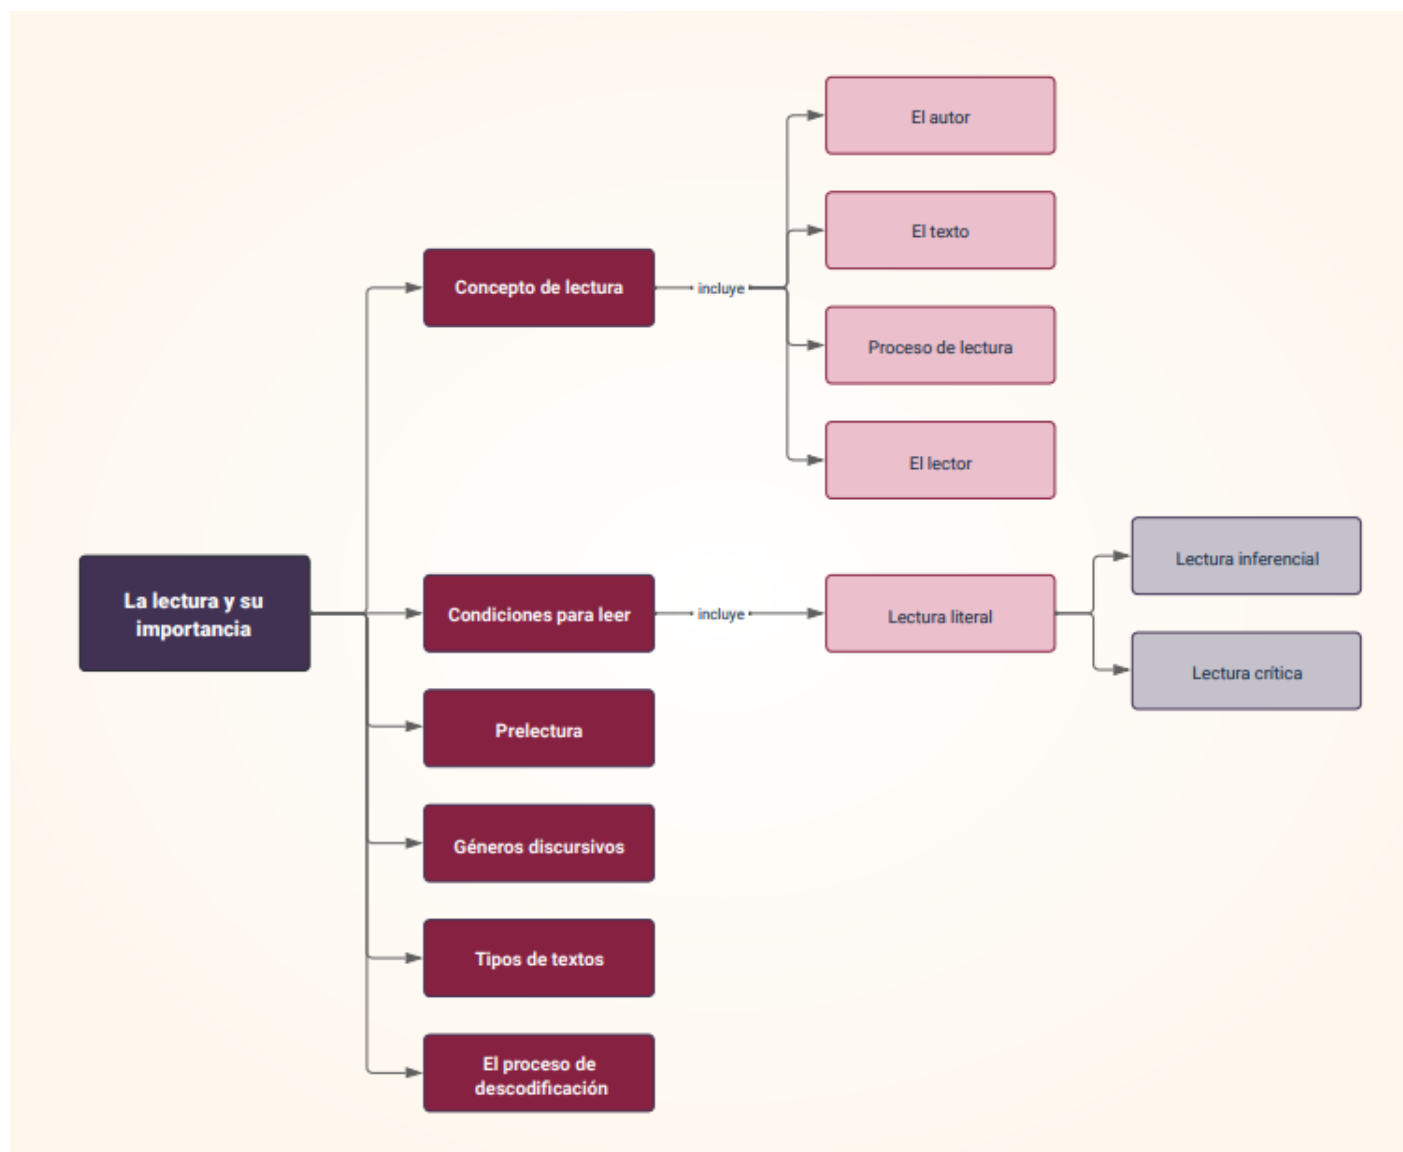 La lectura y su
importancia
Concepto de lectura
incluye
El autor
El texto
Proceso de lectura
El lector
Condiciones para leer
incluye
Lectura literal
Lectura inferencial
Lectura crítica
Prelectura
Géneros discursivos
Tipos de textos
El proceso de
descodificación